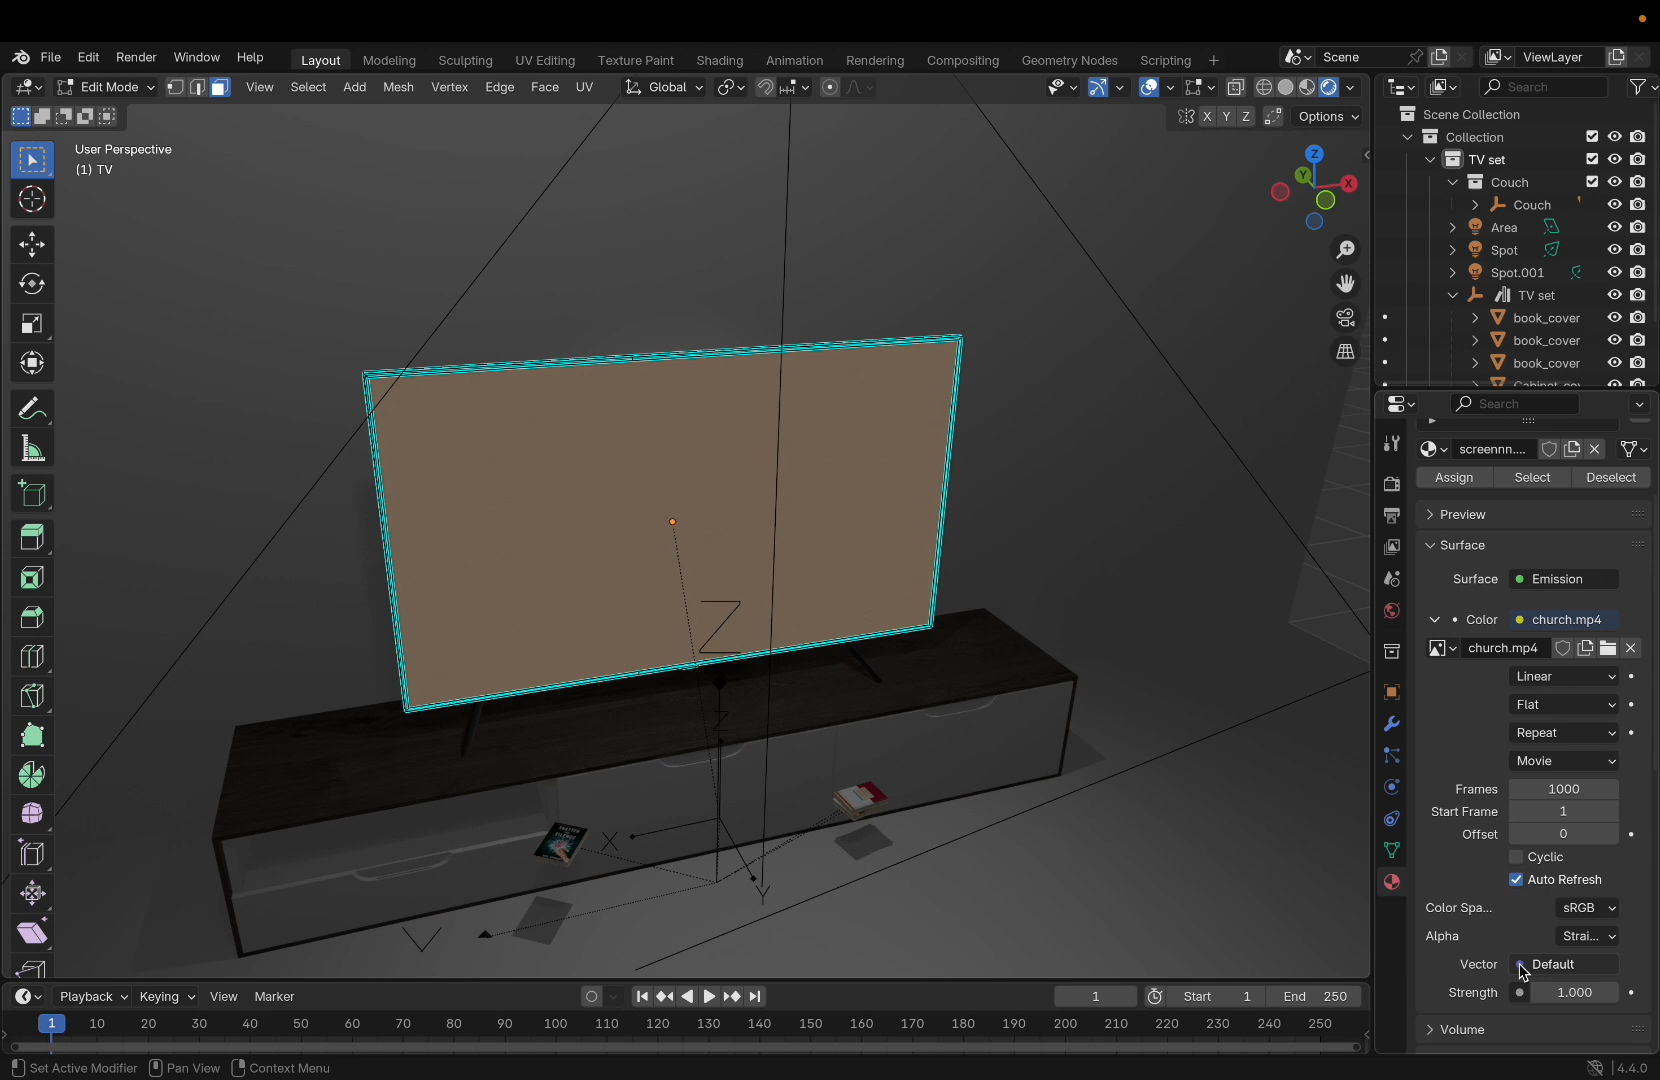 File Edit Render Window Help Layout Modeling Sculpting UV Editing Texture Paint Shading Animation Rendering Compositing Geometry Nodes Scripting + Scene ViewLayer
Edit Mode View Select Add Mesh Vertex Edge Face UV Global Search
X Y Z Options
Scene Collection
Collection
User Perspective
(1) TV
TV set
Couch
Couch
Area
Spot
Spot.001
TV set
book_cover
book_cover
book_cover
Z
Y
X
Search
screennn....
Assign Select Deselect
Preview
Surface
Surface Emission
Color church.mp4
church.mp4
Linear
Flat
Repeat
Movie
Frames 1000
Start Frame 1
Offset 0
Cyclic
Auto Refresh
Color Spa... sRGB
Alpha Strai...
Vector Default
Strength 1.000
Volume
Z
Z
X
Y
Playback Keying View Marker 1 Start 1 End 250
1 10 20 30 40 50 60 70 80 90 100 110 120 130 140 150 160 170 180 190 200 210 220 230 240 250
Set Active Modifier Pan View Context Menu 4.4.0